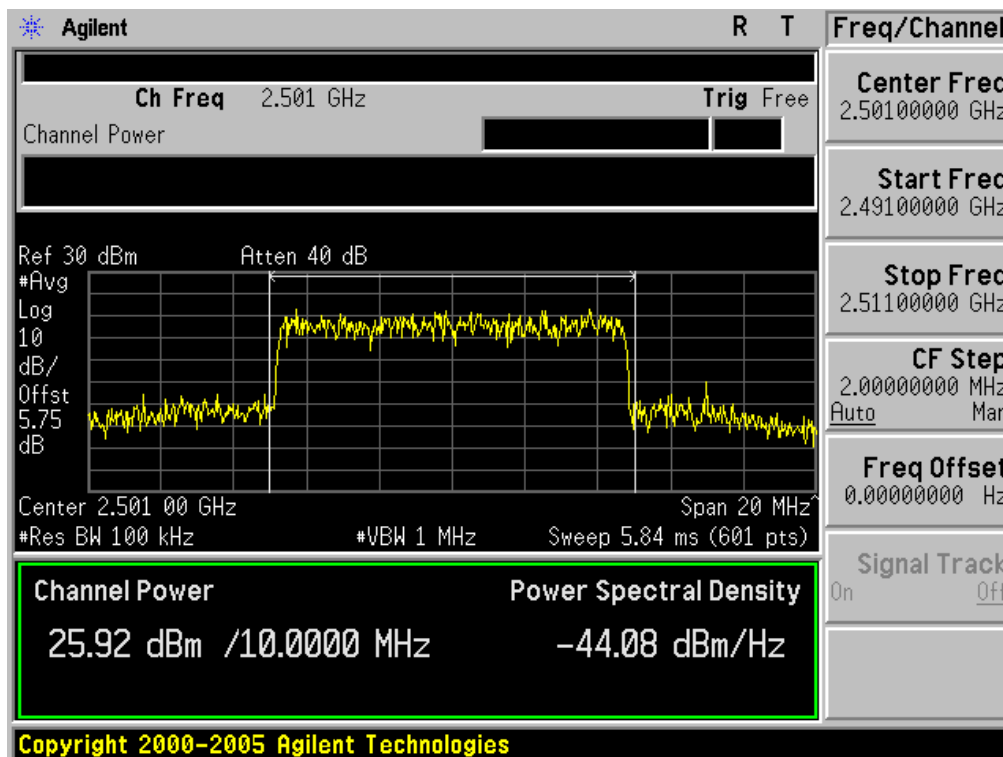 Agilent R T
Ch Freq 2.501 GHz Trig Free
Channel Power
Ref 30 dBm Atten 40 dB
#Avg
Log
10
dB/
Offst
5.75
dB
Center 2.501 00 GHz Span 20 MHz^
#Res BW 100 kHz #VBW 1 MHz Sweep 5.84 ms (601 pts)
Channel Power Power Spectral Density
25.92 dBm /10.0000 MHz -44.08 dBm/Hz
Copyright 2000-2005 Agilent Technologies
Freq/Channel
Center Freq
2.50100000 GHz
Start Freq
2.49100000 GHz
Stop Freq
2.51100000 GHz
CF Step
2.00000000 MHz
Auto Man
Freq Offset
0.00000000 Hz
Signal Track
On Off